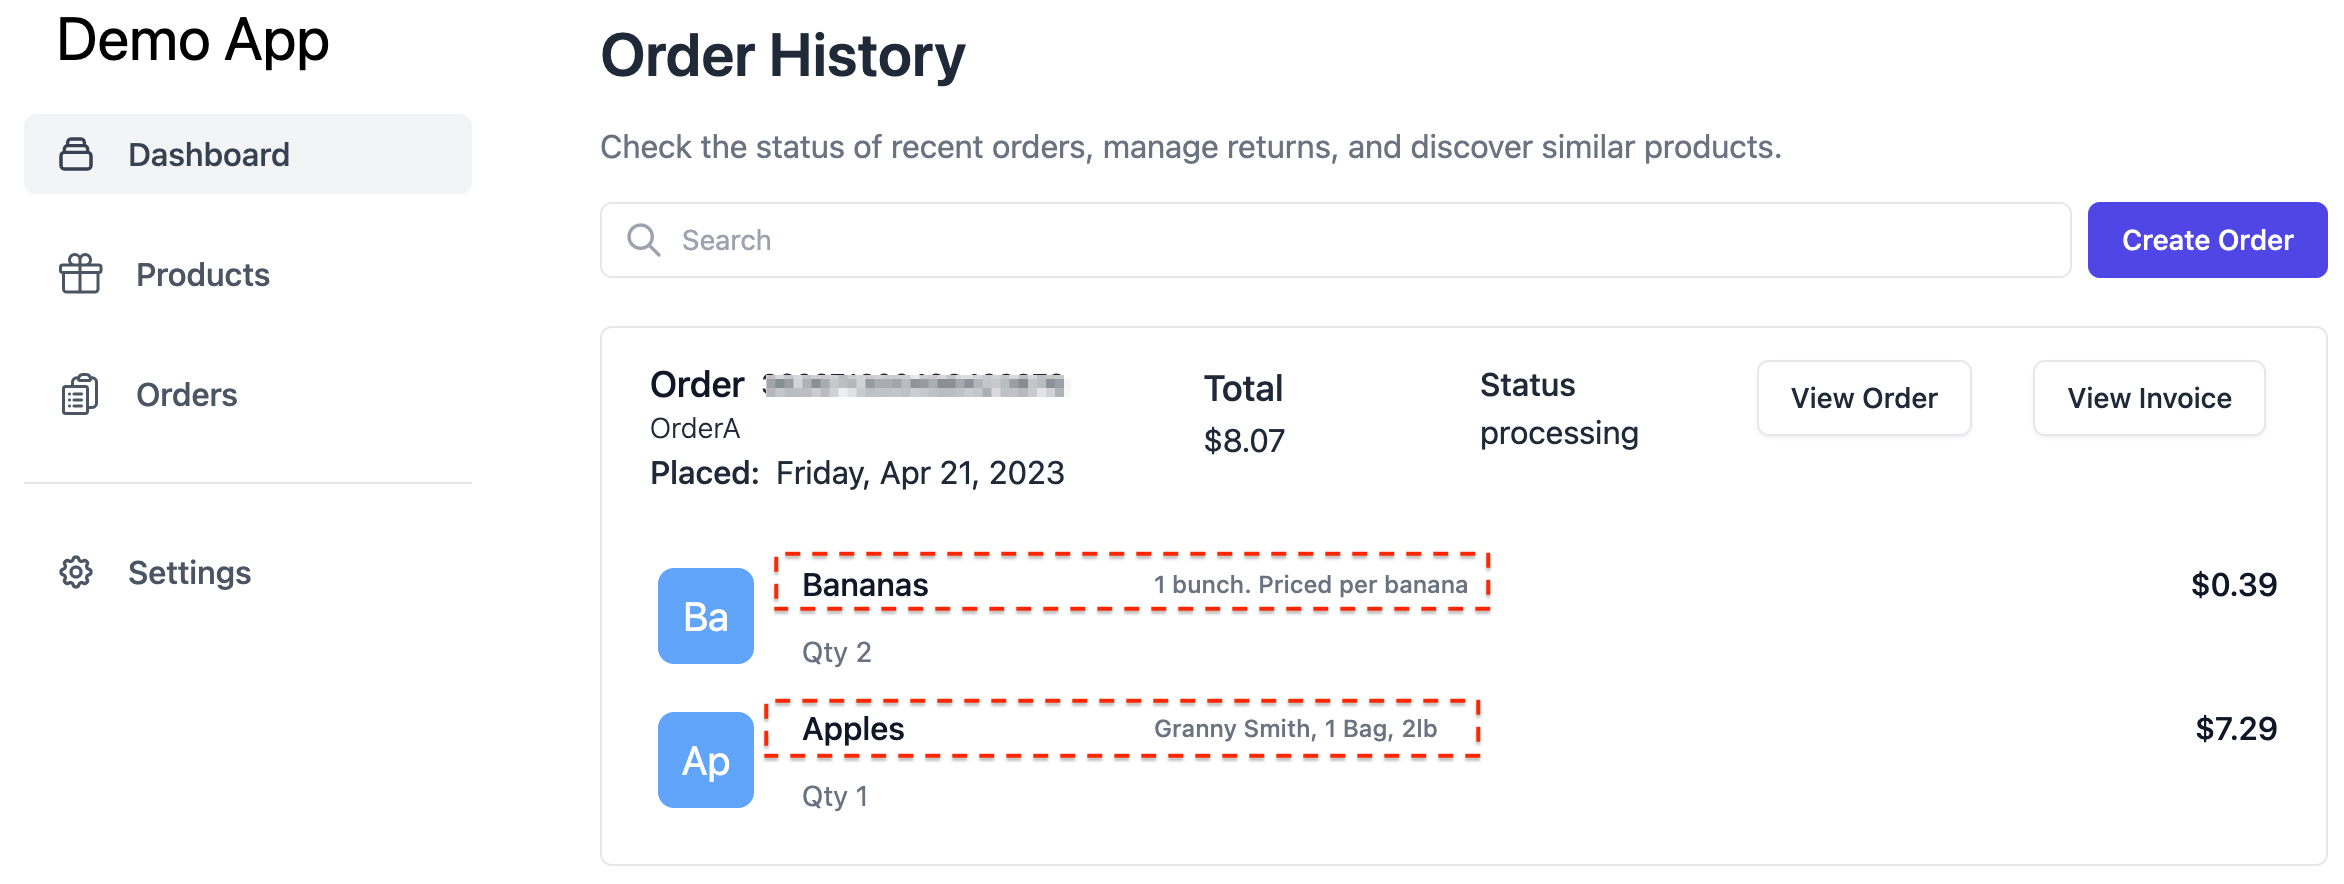 Demo App
Dashboard
Products
Orders
Settings
Order History
Check the status of recent orders, manage returns, and discover similar products.
Search
Create Order
Order
OrderA
Placed: Friday, Apr 21, 2023
Total
$8.07
Status
processing
View Order
View Invoice
Ba
Bananas 1 bunch. Priced per banana $0.39
Qty 2
Ap
Apples Granny Smith, 1 Bag, 2lb $7.29
Qty 1